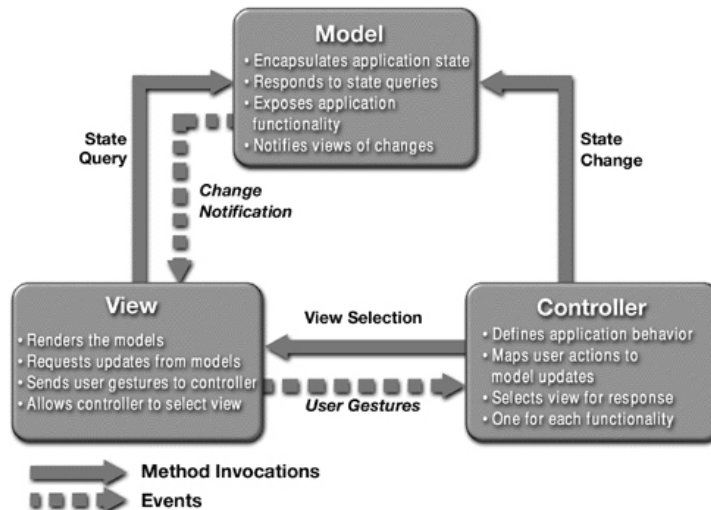 Model
• Encapsulates application state
• Responds to state queries
• Exposes application
functionality
• Notifies views of changes
State
Query
State
Change
Change
Notification
View
• Renders the models
• Requests updates from models
• Sends user gestures to controller
• Allows controller to select view
View Selection
User Gestures
Controller
• Defines application behavior
• Maps user actions to
model updates
• Selects view for response
• One for each functionality
Method Invocations
Events